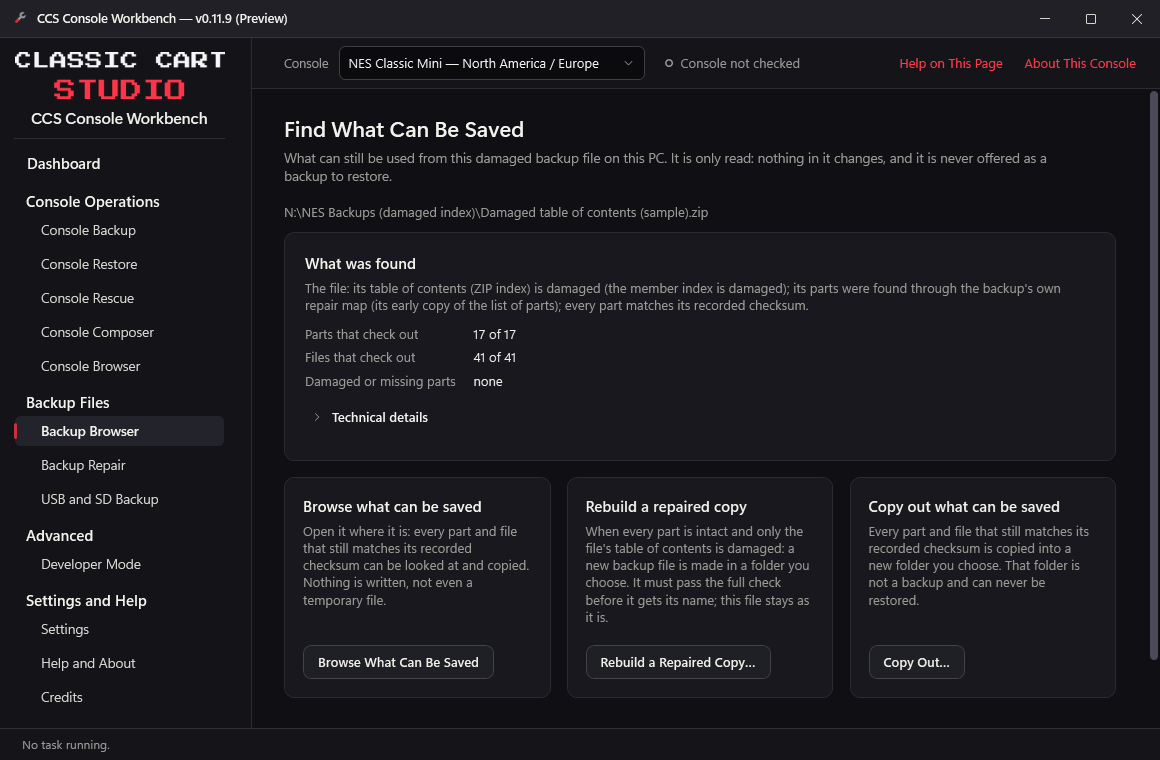 CCS Console Workbench — v0.11.9 (Preview)
CLASSIC CART
STUDIO
CCS Console Workbench
Dashboard
Console Operations
Console Backup
Console Restore
Console Rescue
Console Composer
Console Browser
Backup Files
Backup Browser
Backup Repair
USB and SD Backup
Advanced
Developer Mode
Settings and Help
Settings
Help and About
Credits
Console
NES Classic Mini — North America / Europe
Console not checked
Help on This Page
About This Console
Find What Can Be Saved
What can still be used from this damaged backup file on this PC. It is only read: nothing in it changes, and it is never offered as a
backup to restore.
N:\NES Backups (damaged index)\Damaged table of contents (sample).zip
What was found
The file: its table of contents (ZIP index) is damaged (the member index is damaged); its parts were found through the backup's own
repair map (its early copy of the list of parts); every part matches its recorded checksum.
Parts that check out 17 of 17
Files that check out 41 of 41
Damaged or missing parts none
Technical details
Browse what can be saved
Open it where it is: every part and file
that still matches its recorded
checksum can be looked at and copied.
Nothing is written, not even a
temporary file.
Browse What Can Be Saved
Rebuild a repaired copy
When every part is intact and only the
file's table of contents is damaged: a
new backup file is made in a folder you
choose. It must pass the full check
before it gets its name; this file stays as
it is.
Rebuild a Repaired Copy...
Copy out what can be saved
Every part and file that still matches its
recorded checksum is copied into a
new folder you choose. That folder is
not a backup and can never be
restored.
Copy Out...
No task running.